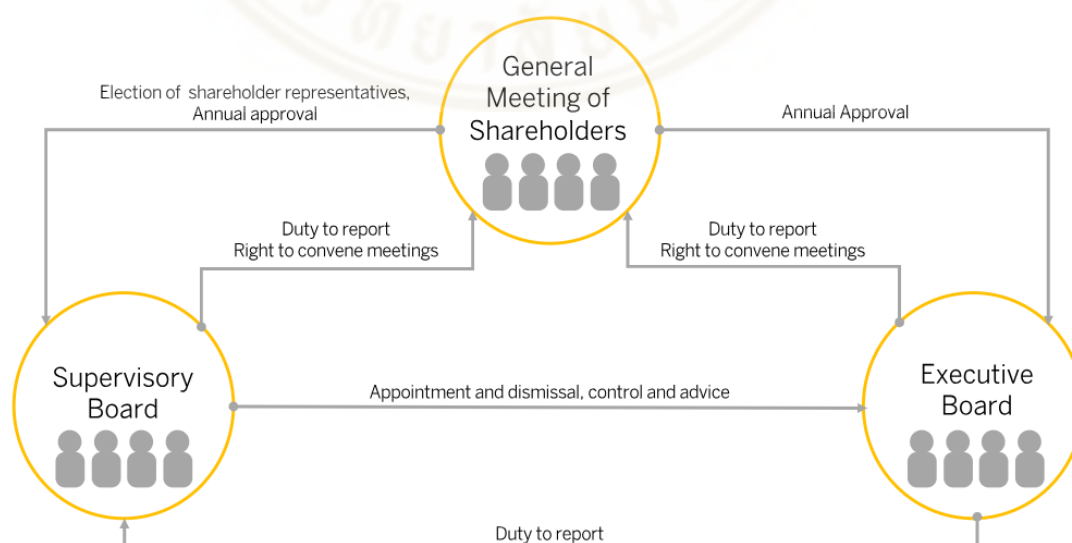 General
Meeting of
Shareholders
Election of shareholder representatives,
Annual approval
Annual Approval
Duty to report
Right to convene meetings
Duty to report
Right to convene meetings
Supervisory
Board
Appointment and dismissal, control and advice
Executive
Board
Duty to report